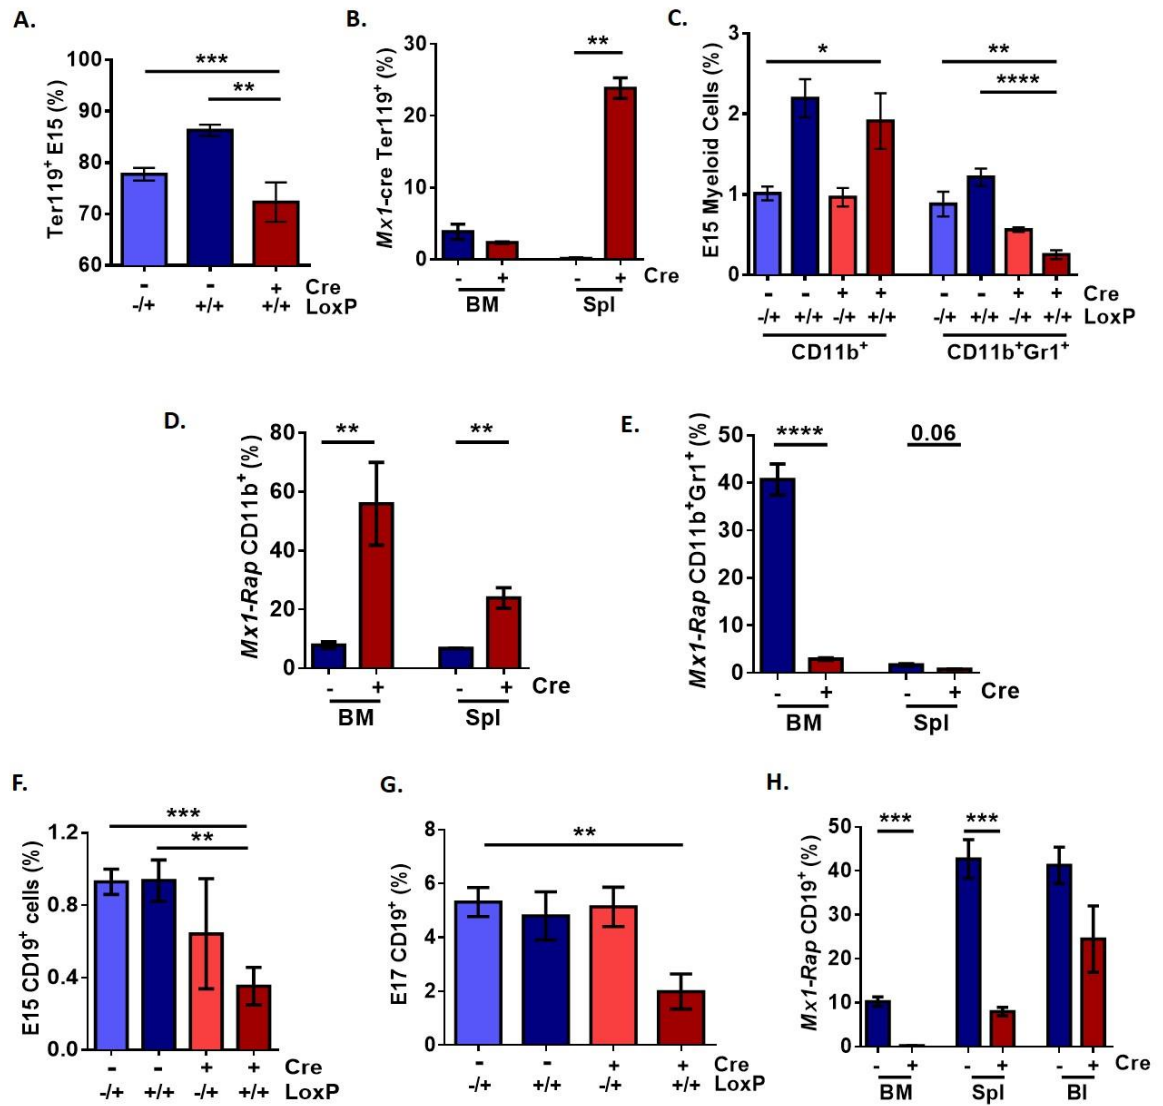 A.
Ter119+ E15 (%)
100
90
80
70
60
***
**
- - + Cre
-/+ +/+ +/+ LoxP
B.
Mx1-cre Ter119+ (%)
30
20
10
0
**
- + - + Cre
BM Spl
C.
E15 Myeloid Cells (%)
3
2
1
0
* **
****
- - + + - - + + Cre
-/+ +/+ -/+ +/+ -/+ +/+ -/+ +/+ LoxP
CD11b+ CD11b+Gr1+
D.
Mx1-Rap CD11b+ (%)
80
60
40
20
0
** **
- + - + Cre
BM Spl
E.
Mx1-Rap CD11b+Gr1+ (%)
50
40
30
20
10
0
**** 0.06
- + - + Cre
BM Spl
F.
E15 CD19+ cells (%)
1.2
0.8
0.4
0.0
***
**
- - + + Cre
-/+ +/+ -/+ +/+ LoxP
G.
E17 CD19+ (%)
8
6
4
2
0
**
- - + + Cre
-/+ +/+ -/+ +/+ LoxP
H.
Mx1-Rap CD19+ (%)
50
40
30
20
10
0
*** ***
- + - + - + Cre
BM Spl Bl